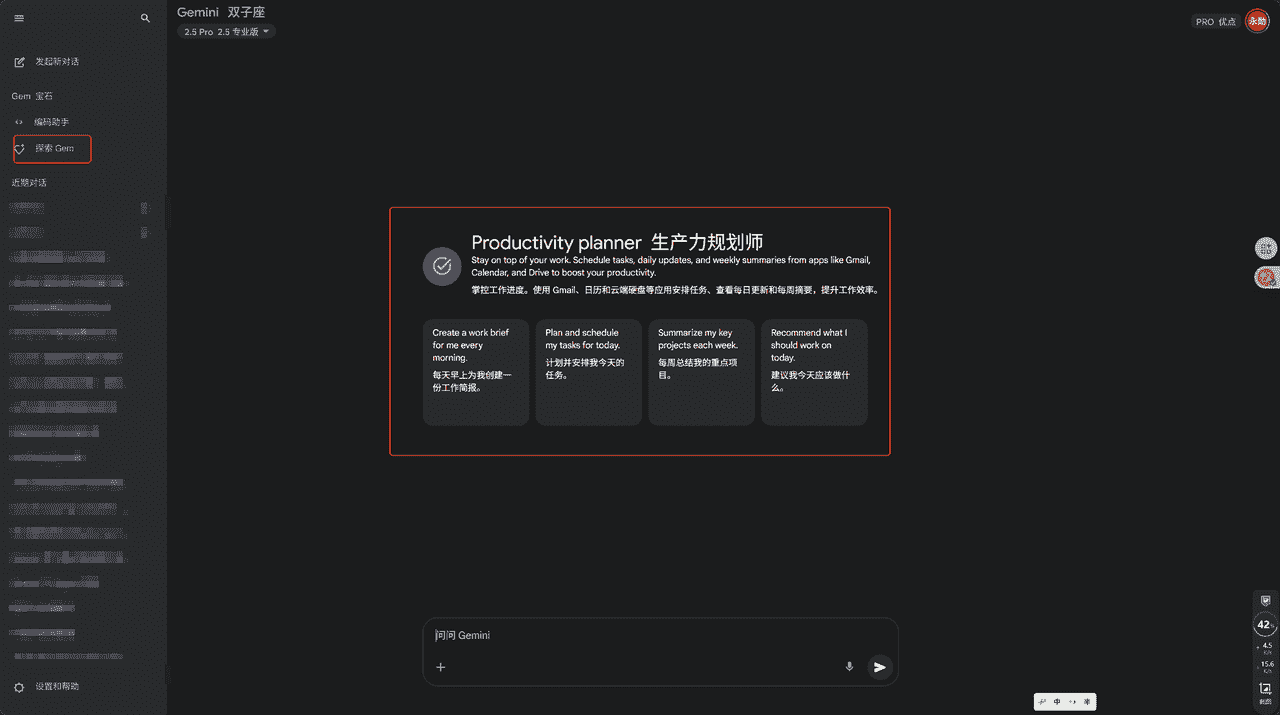 Gemini 双子座
2.5 Pro 2.5 专业版
PRO 优点
永劼
发起新对话
Gem 宝石
编码助手
探索 Gem
近期对话
Productivity planner 生产力规划师
Stay on top of your work. Schedule tasks, daily updates, and weekly summaries from apps like Gmail,
Calendar, and Drive to boost your productivity.
掌控工作进度。使用 Gmail、日历和云端硬盘等应用安排任务、查看每日更新和每周摘要，提升工作效率。
Create a work brief
for me every
morning.
每天早上为我创建一
份工作简报。
Plan and schedule
my tasks for today.
计划并安排我今天的
任务。
Summarize my key
projects each week.
每周总结我的重点项
目。
Recommend what I
should work on
today.
建议我今天应该做什
么。
问问 Gemini
设置和帮助
42%
4.5
K/s
15.6
K/s
截图
中